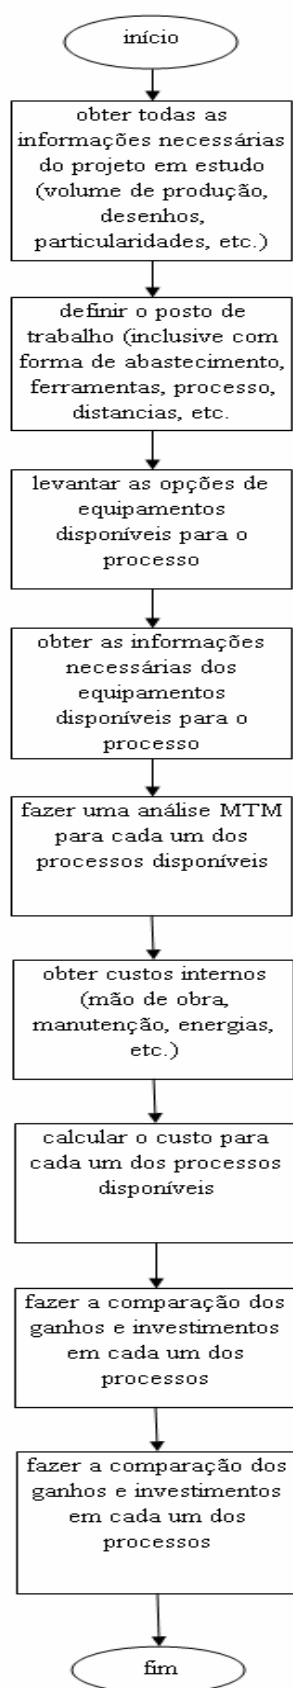 início
obter todas as
informações necessárias
do projeto em estudo
(volume de produção,
desenhos,
particularidades, etc.)
definir o posto de
trabalho (inclusive com
forma de abastecimento,
ferramentas, processo,
distancias, etc.
levantar as opções de
equipamentos
disponíveis para o
processo
obter as informações
necessárias dos
equipamentos
disponíveis para o
processo
fazer uma análise MTM
para cada um dos
processos disponíveis
obter custos internos
(mão de obra,
manutenção, energias,
etc.)
calcular o custo para
cada um dos processos
disponíveis
fazer a comparação dos
ganhos e investimentos
em cada um dos
processos
fazer a comparação dos
ganhos e investimentos
em cada um dos
processos
fim